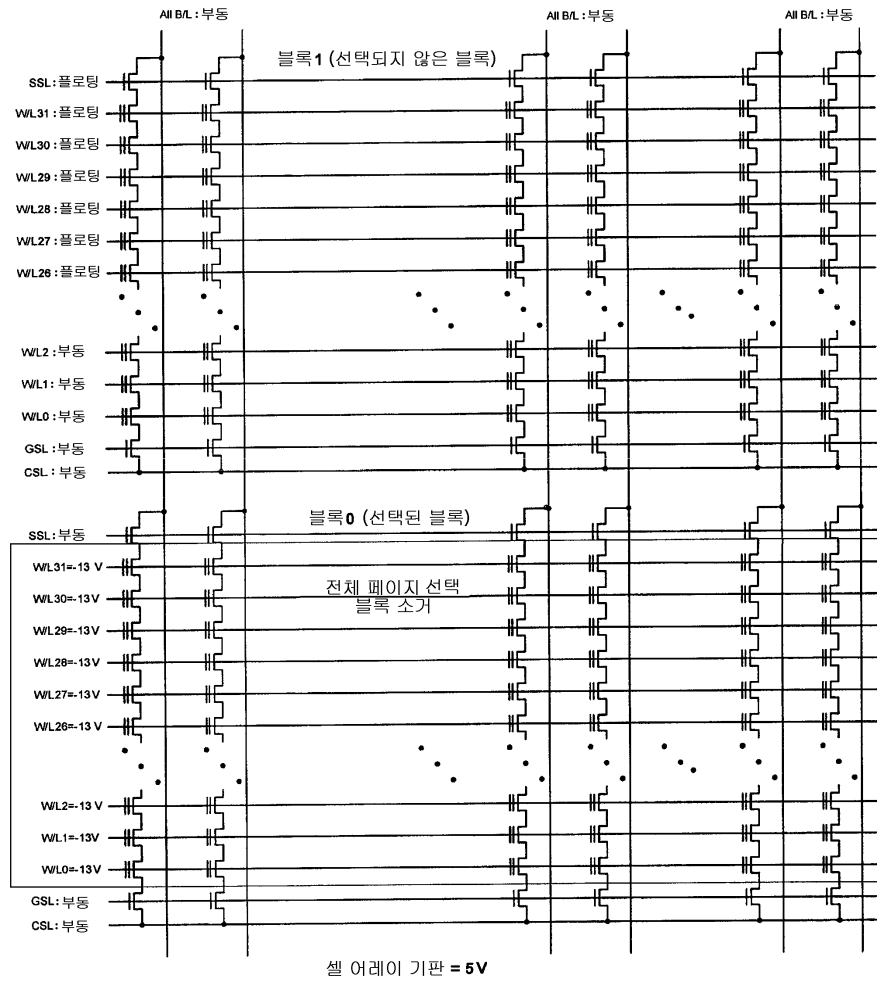 All B/L : 부동
All B/L : 부동
All B/L : 부동
블록1 (선택되지 않은 블록)
SSL : 플로팅
W/L31 : 플로팅
W/L30 : 플로팅
W/L29 : 플로팅
W/L28 : 플로팅
W/L27 : 플로팅
W/L26 : 플로팅
W/L2 : 부동
W/L1 : 부동
W/L0 : 부동
GSL : 부동
CSL : 부동
블록0 (선택된 블록)
SSL : 부동
W/L31=-13 V
전체 페이지 선택
W/L30=-13V
블록 소거
W/L29=-13V
W/L28=-13V
W/L27=-13V
W/L26=-13 V
W/L2=-13 V
W/L1=-13V
W/L0=-13V
GSL : 부동
CSL : 부동
셀 어레이 기판 = 5V